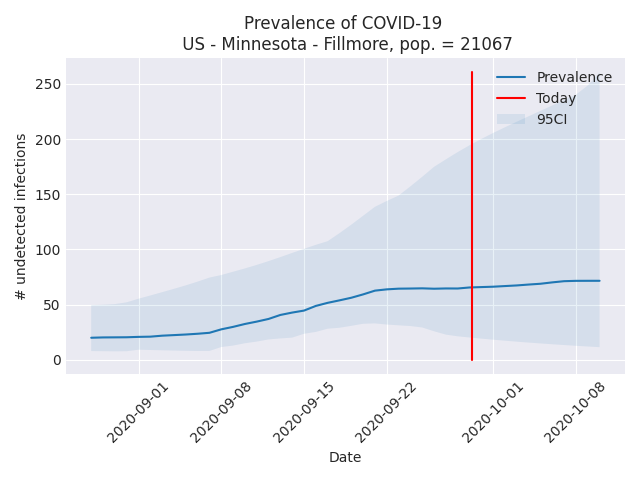 Prevalence of COVID-19
US - Minnesota - Fillmore, pop. = 21067
Prevalence
Today
95CI
# undetected infections
250
200
150
100
50
0
2020-09-01
2020-09-08
2020-09-15
2020-09-22
2020-10-01
2020-10-08
Date